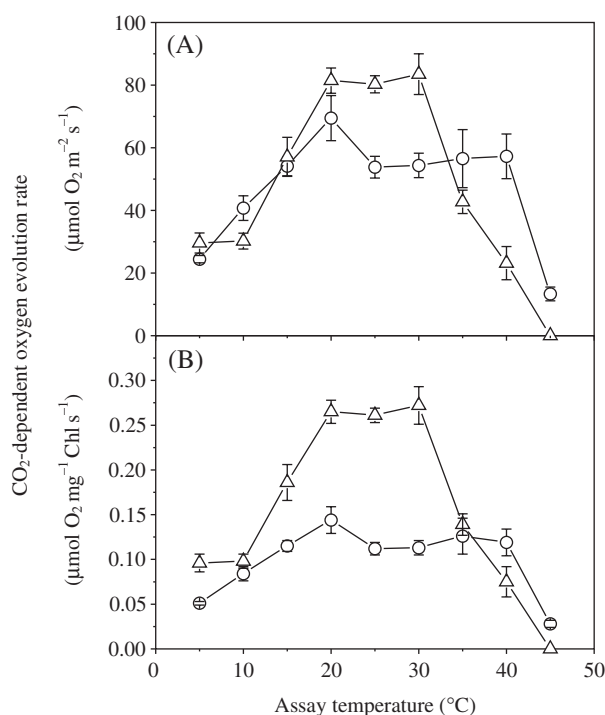 (A)
100
80
60
40
20
0
(B)
0.30
0.25
0.20
0.15
0.10
0.05
0.00
0 10 20 30 40 50
Assay temperature (°C)
CO₂-dependent oxygen evolution rate
(μmol O₂ m⁻² s⁻¹)
(μmol O₂ mg⁻¹ Chl s⁻¹)